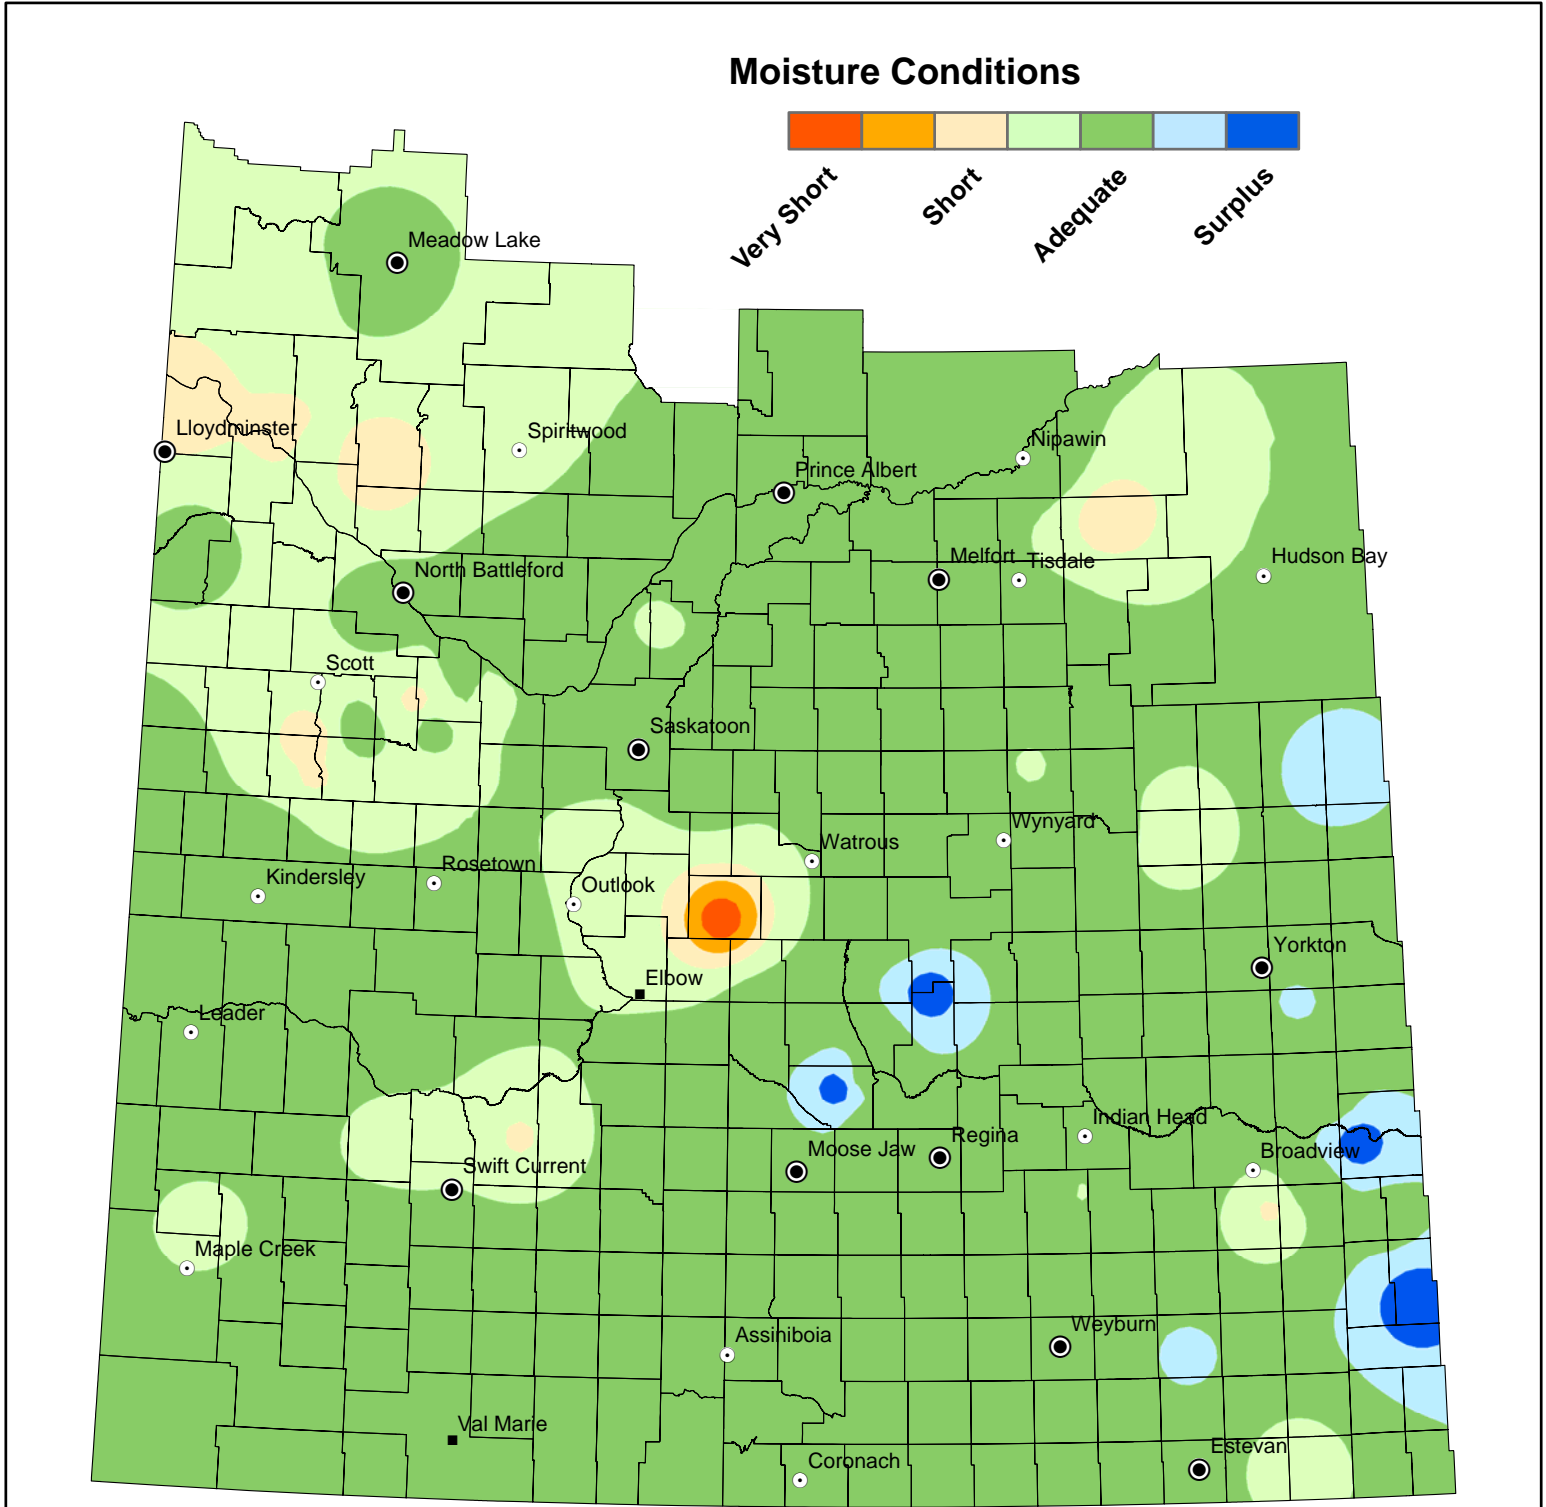 Moisture Conditions
Very Short
Short
Adequate
Surplus
Meadow Lake
Lloydminster
Spiritwood
Nipawin
Prince Albert
Melfort
Tisdale
Hudson Bay
North Battleford
Scott
Saskatoon
Wynyard
Watrous
Rosetown
Kindersley
Outlook
Yorkton
Elbow
Leader
Indian Head
Regina
Moose Jaw
Broadview
Swift Current
Maple Creek
Weyburn
Assiniboia
Val Marie
Estevan
Coronach